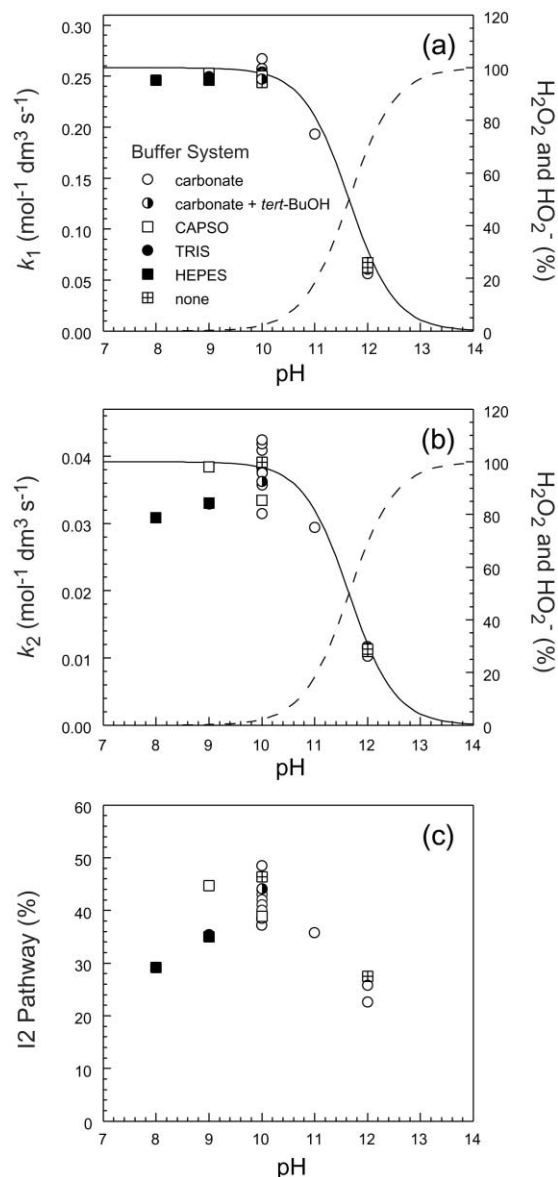 (a)
0.30
0.25
0.20
0.15
0.10
0.05
0.00
k₁ (mol⁻¹ dm³ s⁻¹)
Buffer System
carbonate
carbonate + tert-BuOH
CAPSO
TRIS
HEPES
none
120
100
80
60
40
20
0
H₂O₂ and HO₂⁻ (%)
7 8 9 10 11 12 13 14
pH
(b)
0.04
0.03
0.02
0.01
0.00
k₂ (mol⁻¹ dm³ s⁻¹)
120
100
80
60
40
20
0
H₂O₂ and HO₂⁻ (%)
7 8 9 10 11 12 13 14
pH
(c)
60
50
40
30
20
10
0
I2 Pathway (%)
7 8 9 10 11 12 13 14
pH